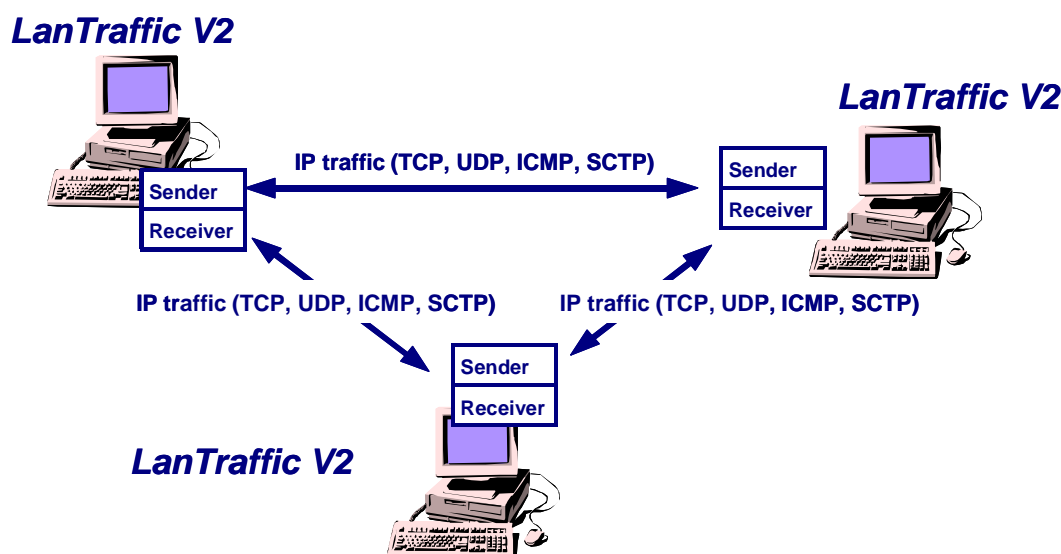 LanTraffic V2
LanTraffic V2
IP traffic (TCP, UDP, ICMP, SCTP)
Sender
Receiver
Sender
Receiver
IP traffic (TCP, UDP, ICMP, SCTP)
IP traffic (TCP, UDP, ICMP, SCTP)
Sender
Receiver
LanTraffic V2